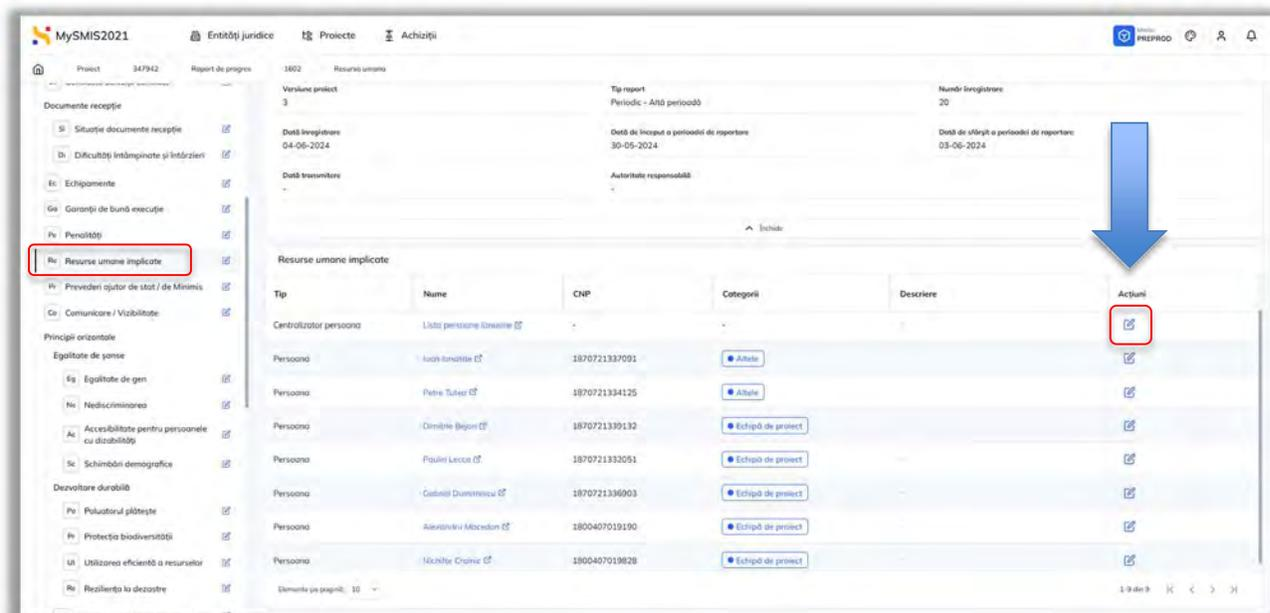 MySMIS2021
Entități juridice
Proiecte
Achiziții
Mediu
PREPROD
Proiect 347942 Raport de progres 1602 Resurse umane
Documente recepție
Si Situație documente recepție
Di Dificultăți întâmpinate și întârzieri
Ec Echipamente
Ga Garanții de bună execuție
Pe Penalități
Re Resurse umane implicate
Pr Prevederi ajutor de stat / de Minimis
Co Comunicare / Vizibilitate
Principii orizontale
Egalitate de șanse
Eg Egalitate de gen
Ne Nediscriminarea
Ac Accesibilitate pentru persoanele
cu dizabilități
Sc Schimbări demografice
Dezvoltare durabilă
Po Poluatorul plătește
Pr Protecția biodiversității
Ut Utilizarea eficientă a resurselor
Re Reziliența la dezastre
Versiune proiect Tip raport Număr înregistrare
3 Periodic - Altă perioadă 20
Dată înregistrare Dată de început a perioadei de raportare Dată de sfârșit a perioadei de raportare
04-06-2024 30-05-2024 03-06-2024
Dată transmitere Autoritate responsabilă
- -
Închide
Resurse umane implicate
Tip Nume CNP Categorii Descriere Acțiuni
Centralizator persoana Lista persoane - -
Persoana 1870721337091 Altele
Persoana Petre Tutea 1870721334125 Altele
Persoana Dimitrie Bejan 1870721339132 Echipă de proiect
Persoana Paulin Lecca 1870721332051 Echipă de proiect
Persoana Gabriel 1870721336903 Echipă de proiect
Persoana Macedon 1800407019190 Echipă de proiect
Persoana Nichifor Crainic 1800407019828 Echipă de proiect
Elemente pe pagină: 10 1-9 din 9